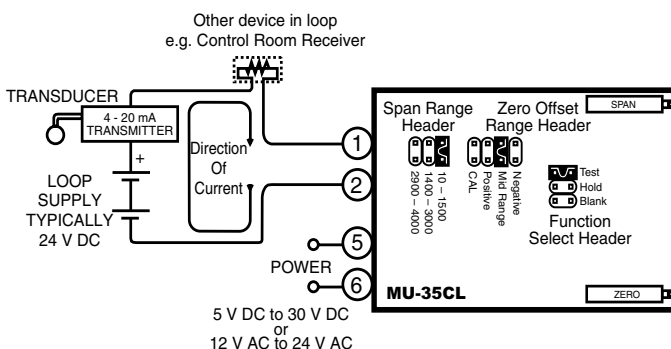 Other device in loop
e.g. Control Room Receiver
TRANSDUCER
4 - 20 mA
TRANSMITTER
+
LOOP
SUPPLY
TYPICALLY
24 V DC
Direction
Of
Current
1
2
5
POWER
6
5 V DC to 30 V DC
or
12 V AC to 24 V AC
Span Range
Header
10 – 1500
1400 – 3000
2900 – 4000
Zero Offset
Range Header
Negative
Mid Range
Positive
CAL
SPAN
Test
Hold
Blank
Function
Select Header
MU-35CL
ZERO